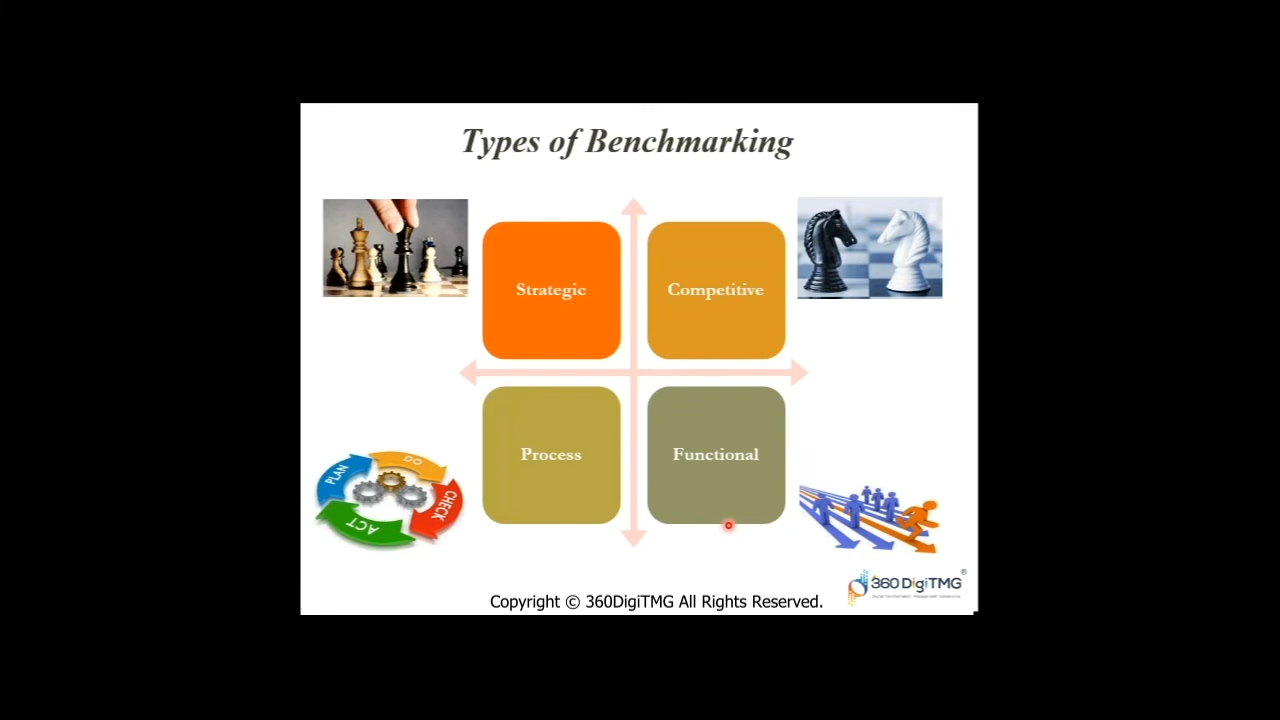 Types of Benchmarking
Strategic
Competitive
Process
Functional
PLAN
DO
CHECK
ACT
360DigiTMG®
Copyright © 360DigiTMG All Rights Reserved.